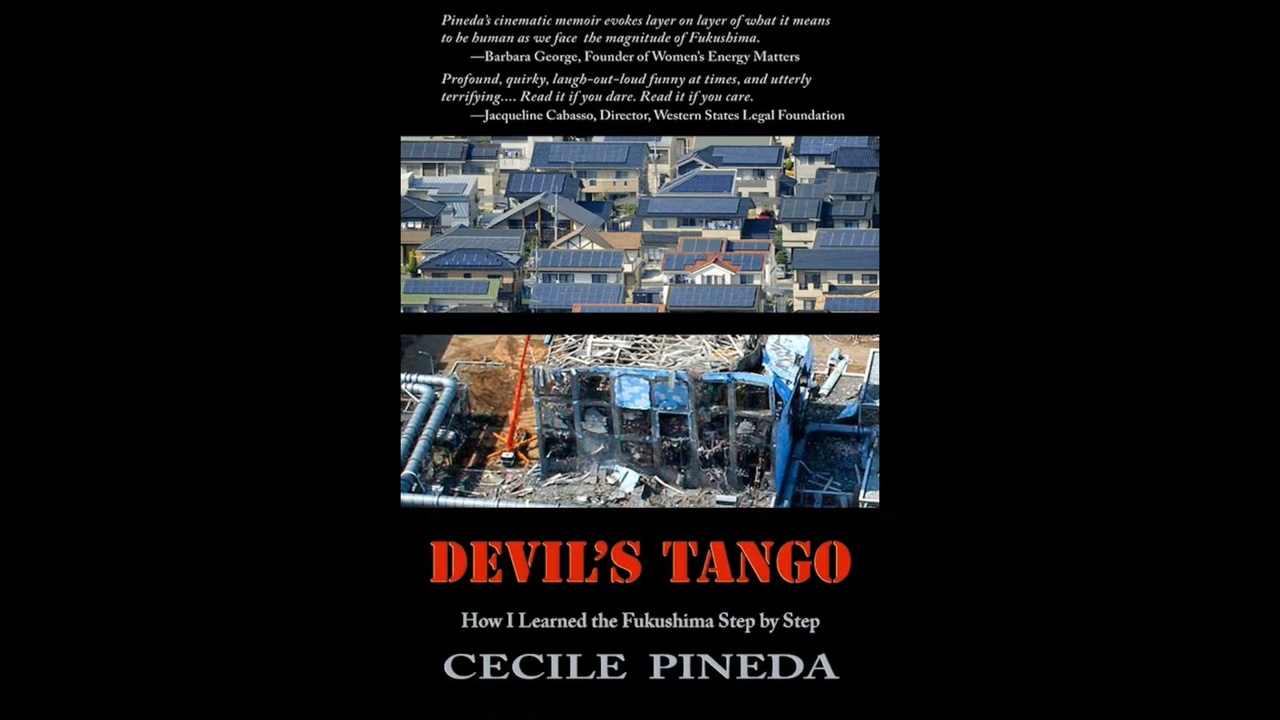 Pineda's cinematic memoir evokes layer on layer of what it means
to be human as we face the magnitude of Fukushima.
—Barbara George, Founder of Women's Energy Matters
Profound, quirky, laugh-out-loud funny at times, and utterly
terrifying.... Read it if you dare. Read it if you care.
—Jacqueline Cabasso, Director, Western States Legal Foundation
DEVIL'S TANGO
How I Learned the Fukushima Step by Step
CECILE PINEDA